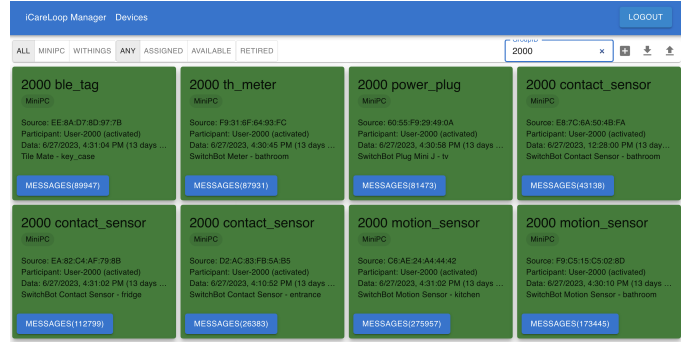 iCareLoop Manager Devices LOGOUT
ALL MINIPC WITHINGS ANY ASSIGNED AVAILABLE RETIRED
GroupID
2000 ×
2000 ble_tag
MiniPC
Source: EE:8A:D7:8D:97:7B
Participant: User-2000 (activated)
Data: 6/27/2023, 4:31:04 PM (13 days ...
Tile Mate - key_case
MESSAGES(89947)
2000 th_meter
MiniPC
Source: F9:31:6F:64:93:FC
Participant: User-2000 (activated)
Data: 6/27/2023, 4:30:45 PM (13 days ...
SwitchBot Meter - bathroom
MESSAGES(87931)
2000 power_plug
MiniPC
Source: 60:55:F9:29:49:0A
Participant: User-2000 (activated)
Data: 6/27/2023, 4:30:58 PM (13 days ...
SwitchBot Plug Mini J - tv
MESSAGES(81473)
2000 contact_sensor
MiniPC
Source: E8:7C:6A:50:4B:FA
Participant: User-2000 (activated)
Data: 6/27/2023, 12:28:00 PM (13 day...
SwitchBot Contact Sensor - bathroom
MESSAGES(43138)
2000 contact_sensor
MiniPC
Source: EA:82:C4:AF:79:8B
Participant: User-2000 (activated)
Data: 6/27/2023, 4:31:02 PM (13 days ...
SwitchBot Contact Sensor - fridge
MESSAGES(112799)
2000 contact_sensor
MiniPC
Source: D2:AC:83:FB:5A:B5
Participant: User-2000 (activated)
Data: 6/27/2023, 4:10:52 PM (13 days ...
SwitchBot Contact Sensor - entrance
MESSAGES(26383)
2000 motion_sensor
MiniPC
Source: C6:AE:24:A4:44:42
Participant: User-2000 (activated)
Data: 6/27/2023, 4:31:02 PM (13 days ...
SwitchBot Motion Sensor - kitchen
MESSAGES(275957)
2000 motion_sensor
MiniPC
Source: F9:C5:15:C5:02:8D
Participant: User-2000 (activated)
Data: 6/27/2023, 4:30:10 PM (13 days ...
SwitchBot Motion Sensor - bathroom
MESSAGES(173445)